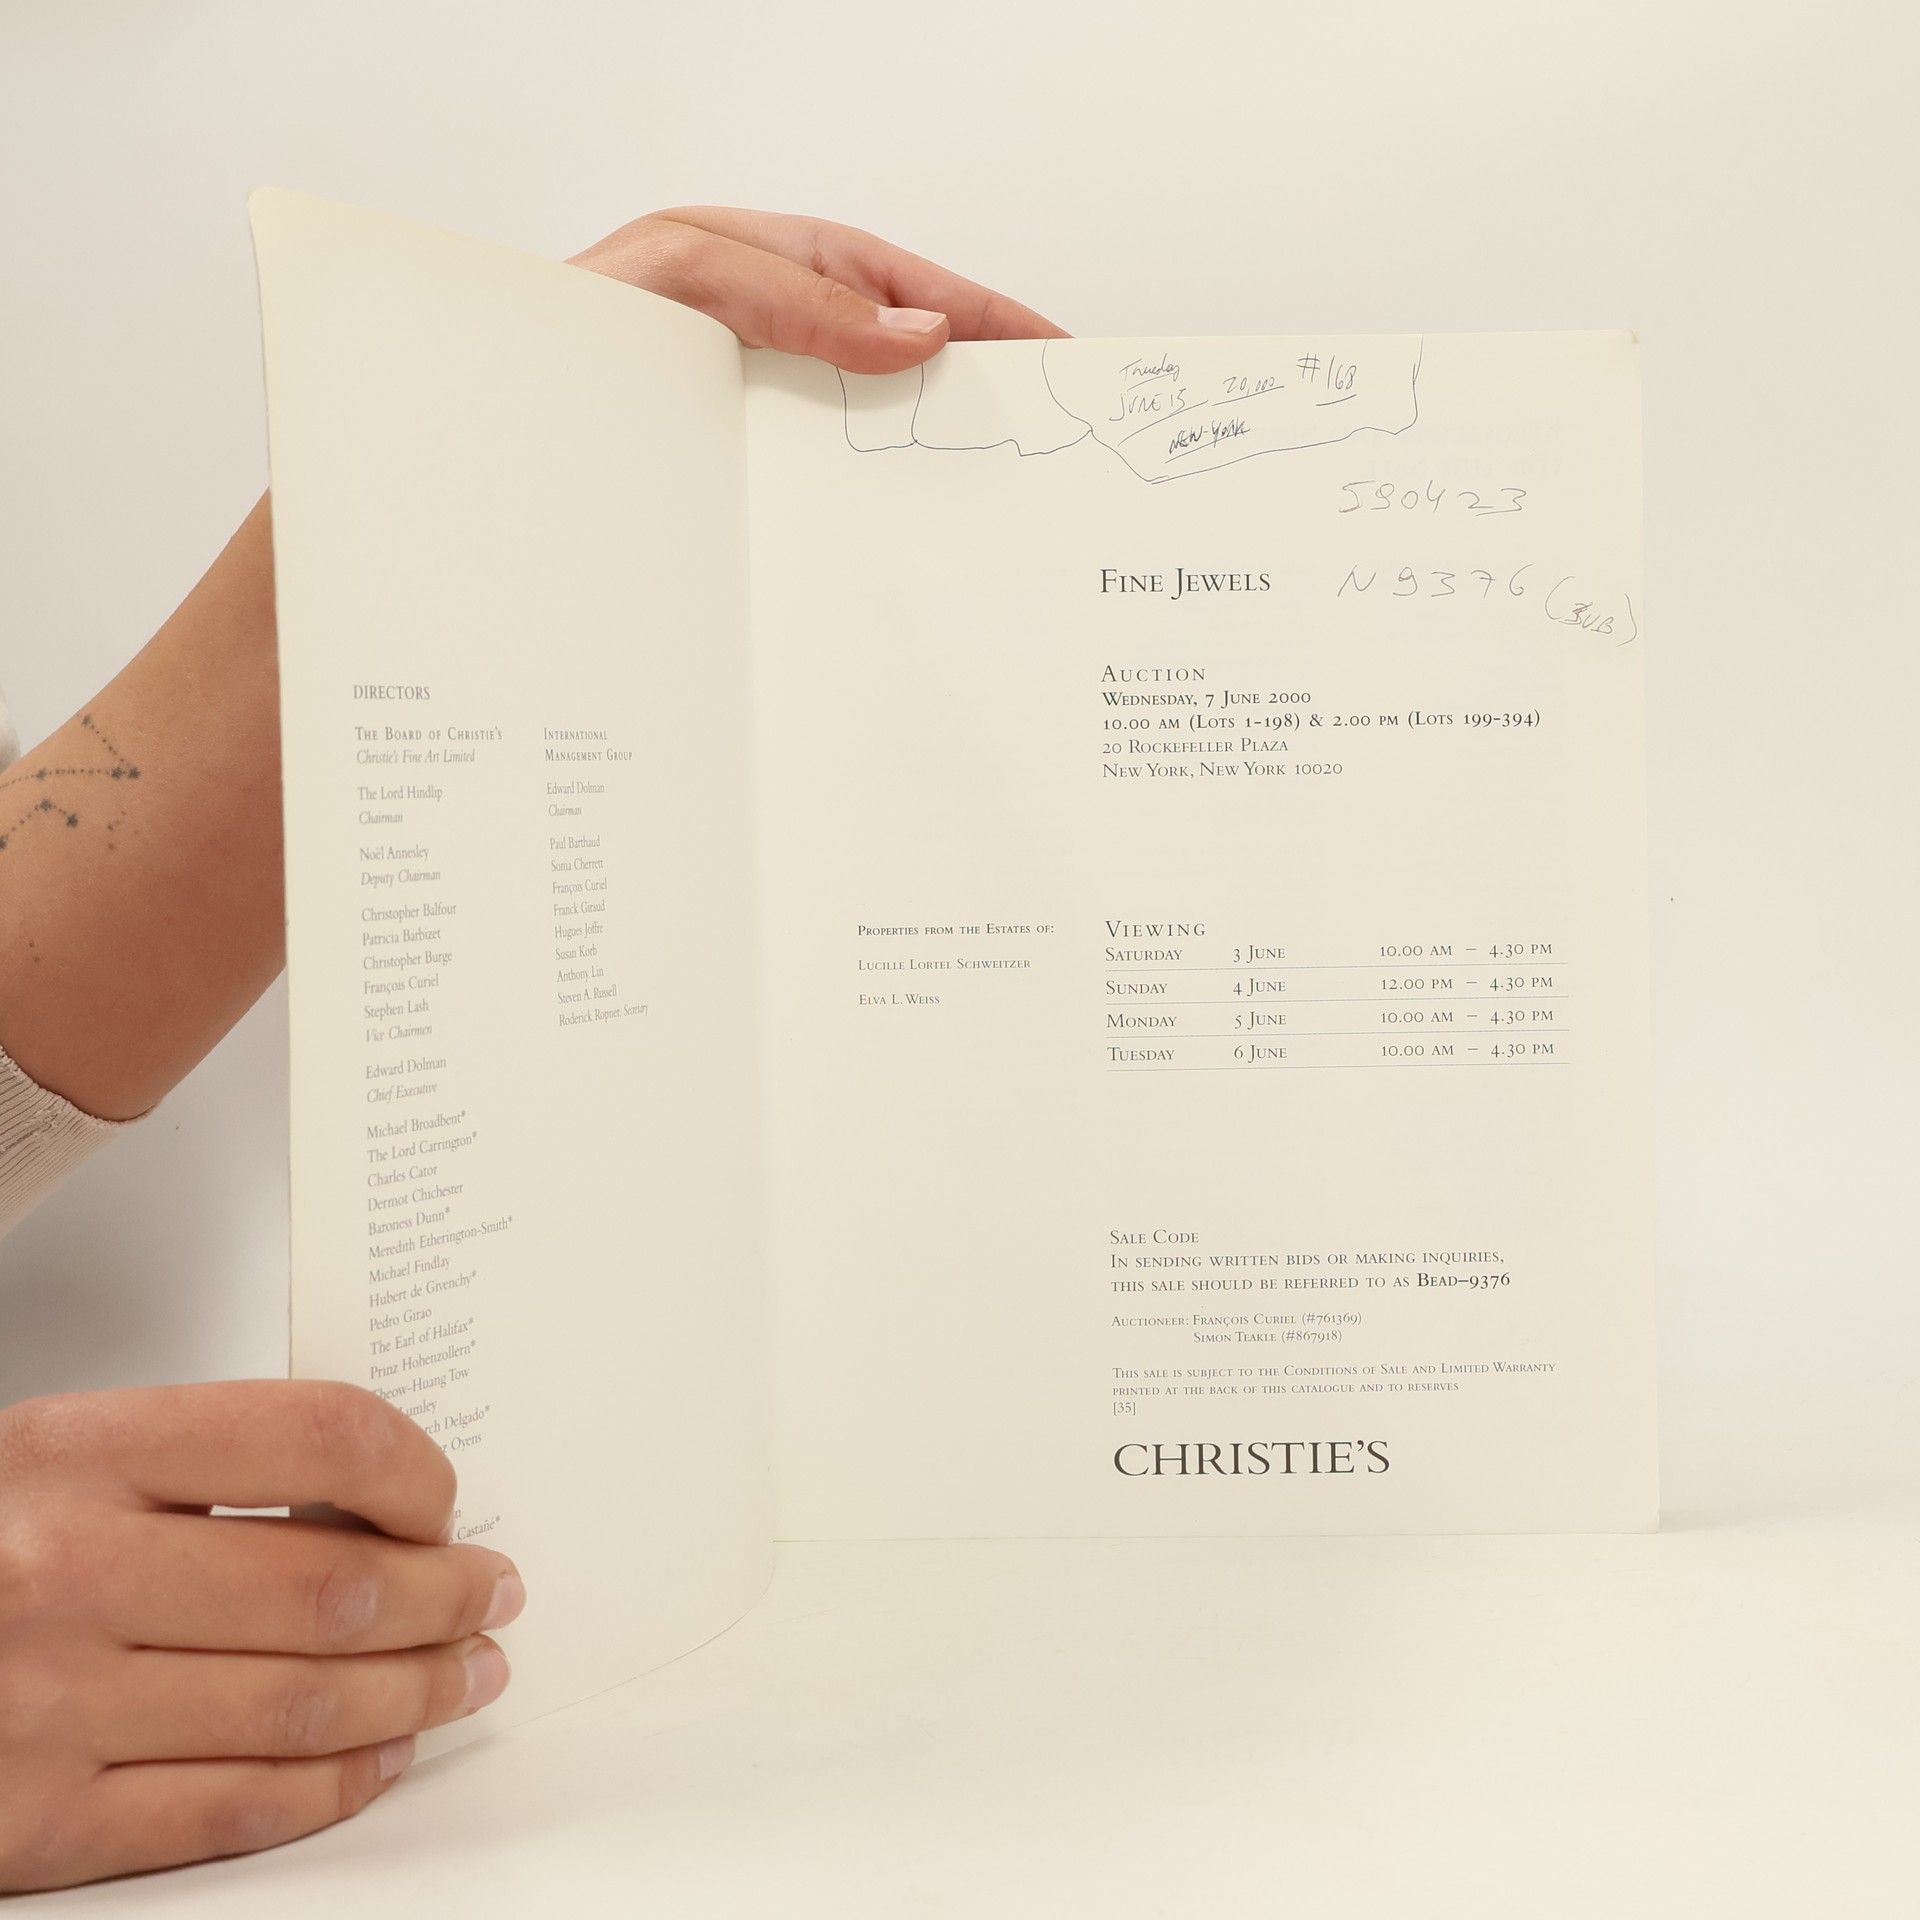 DIRECTORS
THE BOARD OF CHRISTIE'S
Christie's Fine Art Limited
The Lord Hindlip
Chairman
Noël Annesley
Deputy Chairman
Christopher Balfour
Patricia Barbizet
Christopher Burge
François Curiel
Stephen Lash
Vice Chairmen
Edward Dolman
Chief Executive
Michael Broadbent*
The Lord Carrington*
Charles Cator
Dermot Chichester
Baroness Dunn*
Meredith Etherington-Smith*
Michael Findlay
Hubert de Givenchy*
Pedro Girao
The Earl of Halifax*
Prinz Hohenzollern*
heow-Huang Tow
umley
rch Delgado*
z Oyens
n
Castañé*
INTERNATIONAL
MANAGEMENT GROUP
Edward Dolman
Chairman
Paul Barthaud
Soma Cherrett
François Curiel
Franck Giraud
Hugues Joffre
Susan Korb
Anthony Lin
Steven A. Russell
Roderick Ropner, Secretary
JUNE 15 20,000 #168
NEW-YORK
590423
FINE JEWELS N 9376
AUCTION
WEDNESDAY, 7 JUNE 2000
10.00 AM (LOTS 1-198) & 2.00 PM (LOTS 199-394)
20 ROCKEFELLER PLAZA
NEW YORK, NEW YORK 10020
PROPERTIES FROM THE ESTATES OF:
LUCILLE LORTEL SCHWEITZER
ELVA L. WEISS
VIEWING
SATURDAY 3 JUNE 10.00 AM – 4.30 PM
SUNDAY 4 JUNE 12.00 PM – 4.30 PM
MONDAY 5 JUNE 10.00 AM – 4.30 PM
TUESDAY 6 JUNE 10.00 AM – 4.30 PM
SALE CODE
IN SENDING WRITTEN BIDS OR MAKING INQUIRIES,
THIS SALE SHOULD BE REFERRED TO AS BEAD–9376
AUCTIONEER: FRANÇOIS CURIEL (#761369)
SIMON TEAKLE (#867918)
THIS SALE IS SUBJECT TO THE CONDITIONS OF SALE AND LIMITED WARRANTY
PRINTED AT THE BACK OF THIS CATALOGUE AND TO RESERVES
[35]
CHRISTIE'S